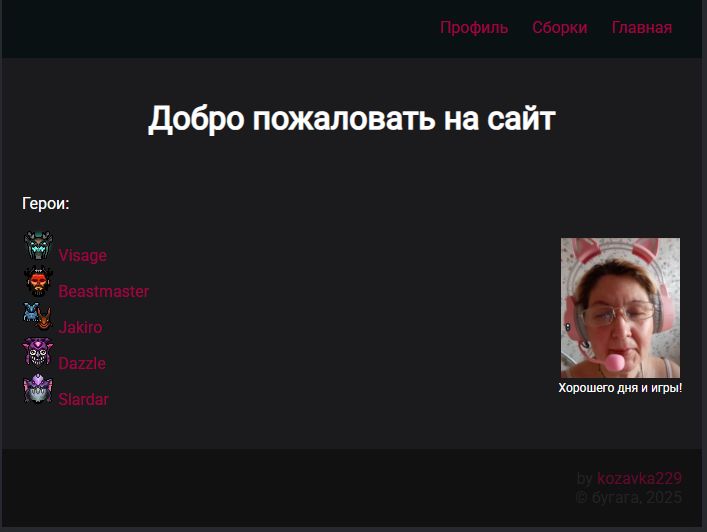 Профиль Сборки Главная
Добро пожаловать на сайт
Герои:
Visage
Beastmaster
Jakiro
Dazzle
Slardar
Хорошего дня и игры!
by kozavka229
© бугага, 2025